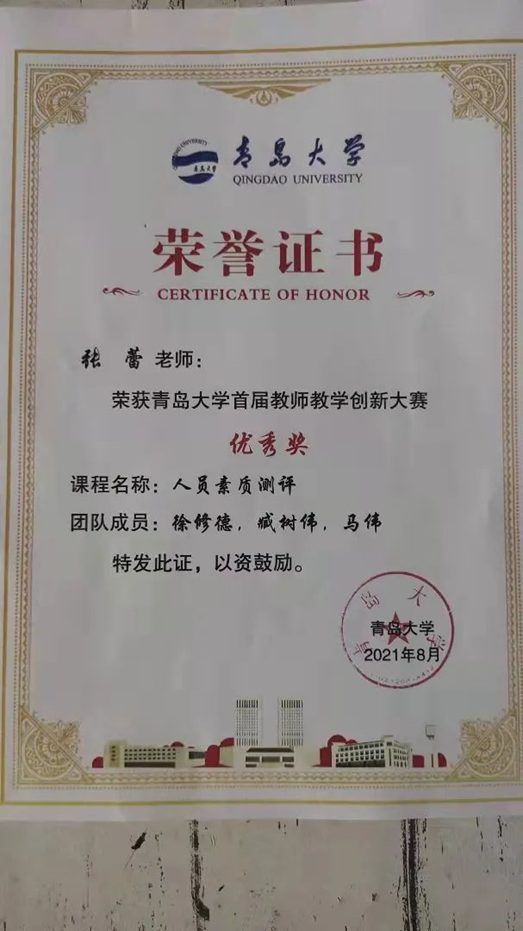 青岛大学
QINGDAO UNIVERSITY
荣誉证书
CERTIFICATE OF HONOR
张 蕾 老师：
荣获青岛大学首届教师教学创新大赛
优秀奖
课程名称：人员素质测评
团队成员：徐修德，臧树伟，马伟
特发此证，以资鼓励。
青岛大学
青岛大学
2021年8月